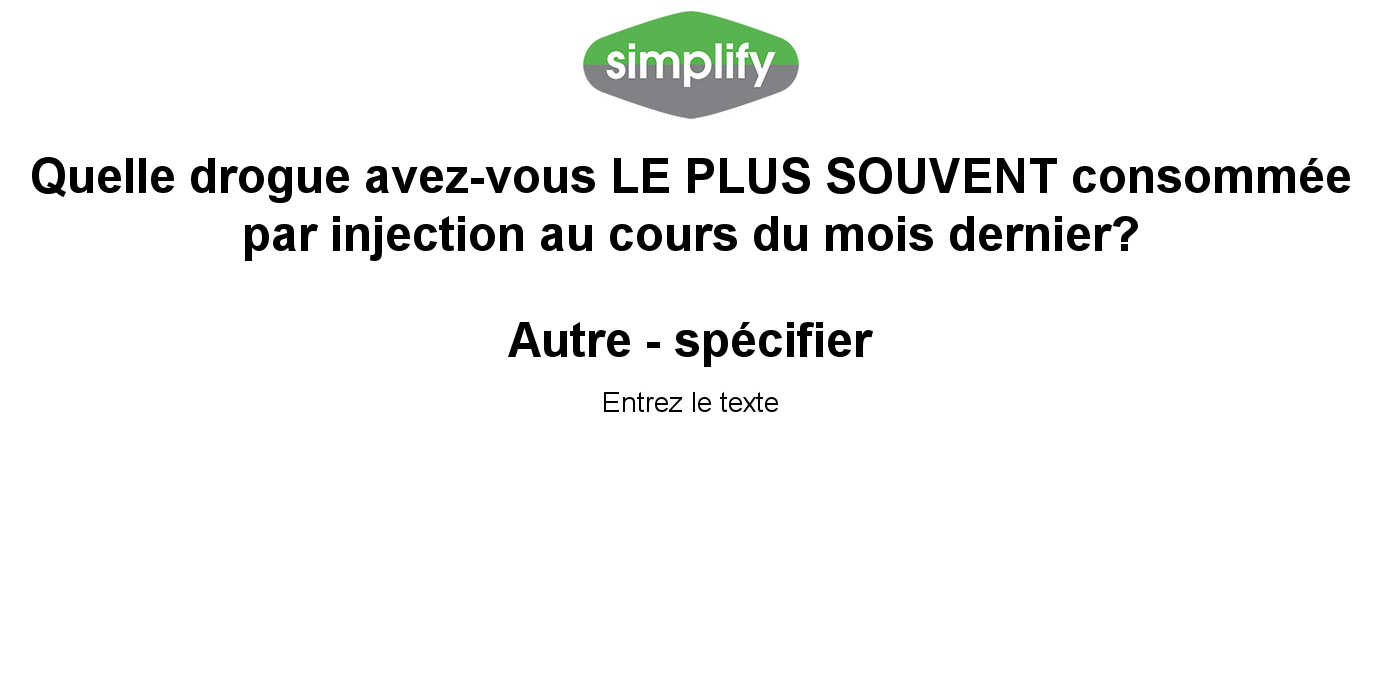 simplify
Quelle drogue avez-vous LE PLUS SOUVENT consommée
par injection au cours du mois dernier?
Autre - spécifier
Entrez le texte